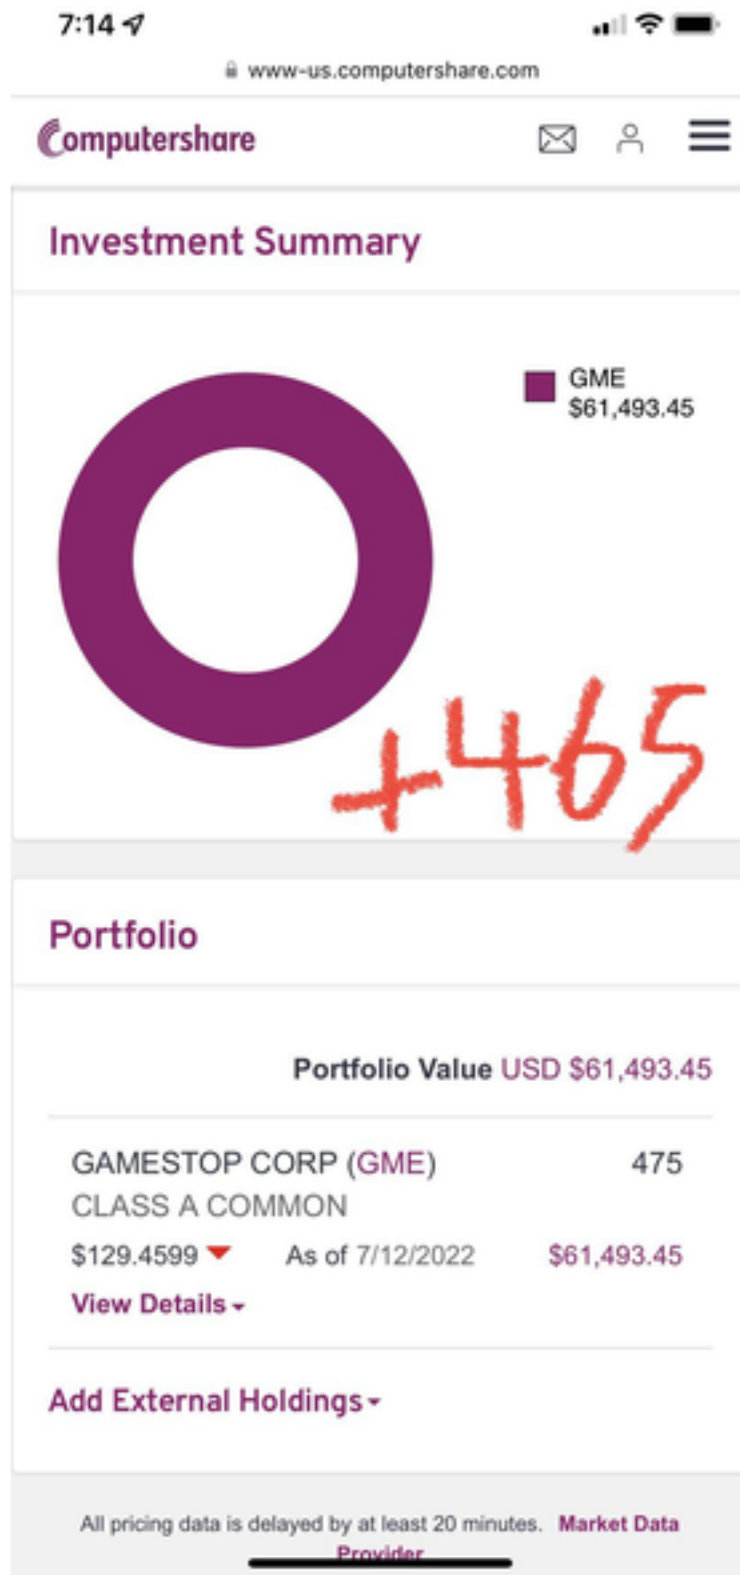 7:14
www-us.computershare.com
Computershare
Investment Summary
GME
$61,493.45
+465
Portfolio
Portfolio Value USD $61,493.45
GAMESTOP CORP (GME) 475
CLASS A COMMON
$129.4599 As of 7/12/2022 $61,493.45
View Details
Add External Holdings
All pricing data is delayed by at least 20 minutes. Market Data
Provider